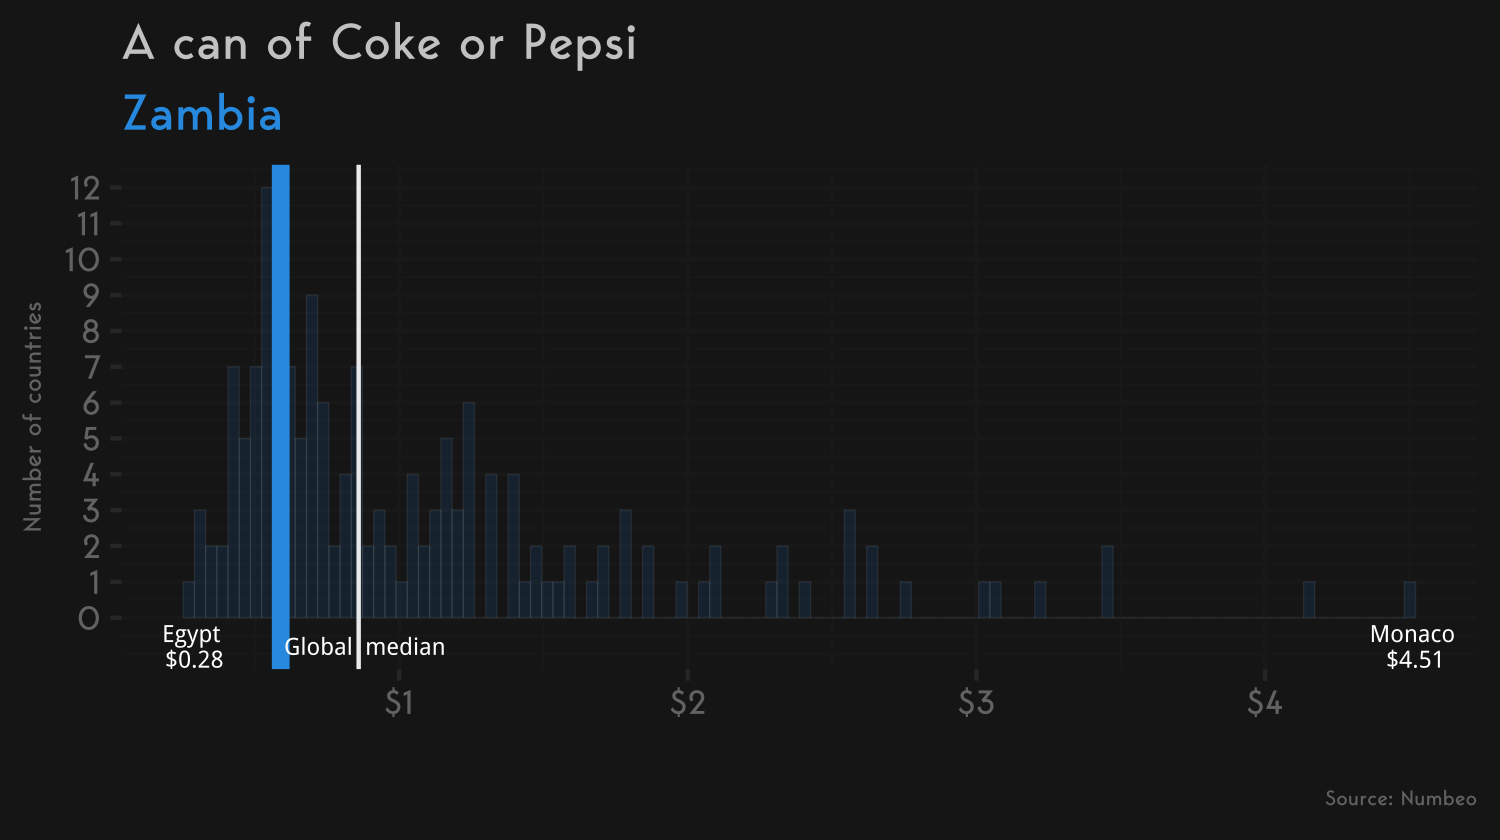 A can of Coke or Pepsi
Zambia
Number of countries
12
11
10
9
8
7
6
5
4
3
2
1
0
Egypt
$0.28
Global median
Monaco
$4.51
$1
$2
$3
$4
Source: Numbeo